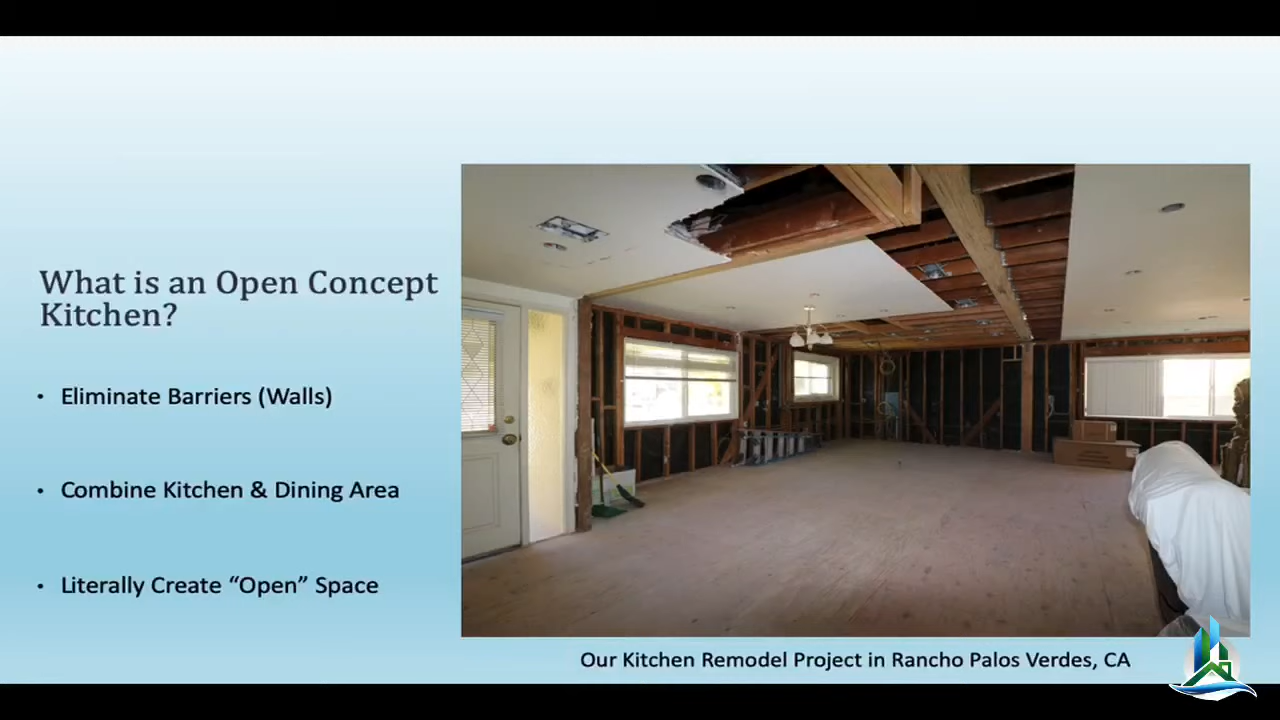 What is an Open Concept
Kitchen?
• Eliminate Barriers (Walls)
• Combine Kitchen & Dining Area
• Literally Create “Open” Space
Our Kitchen Remodel Project in Rancho Palos Verdes, CA